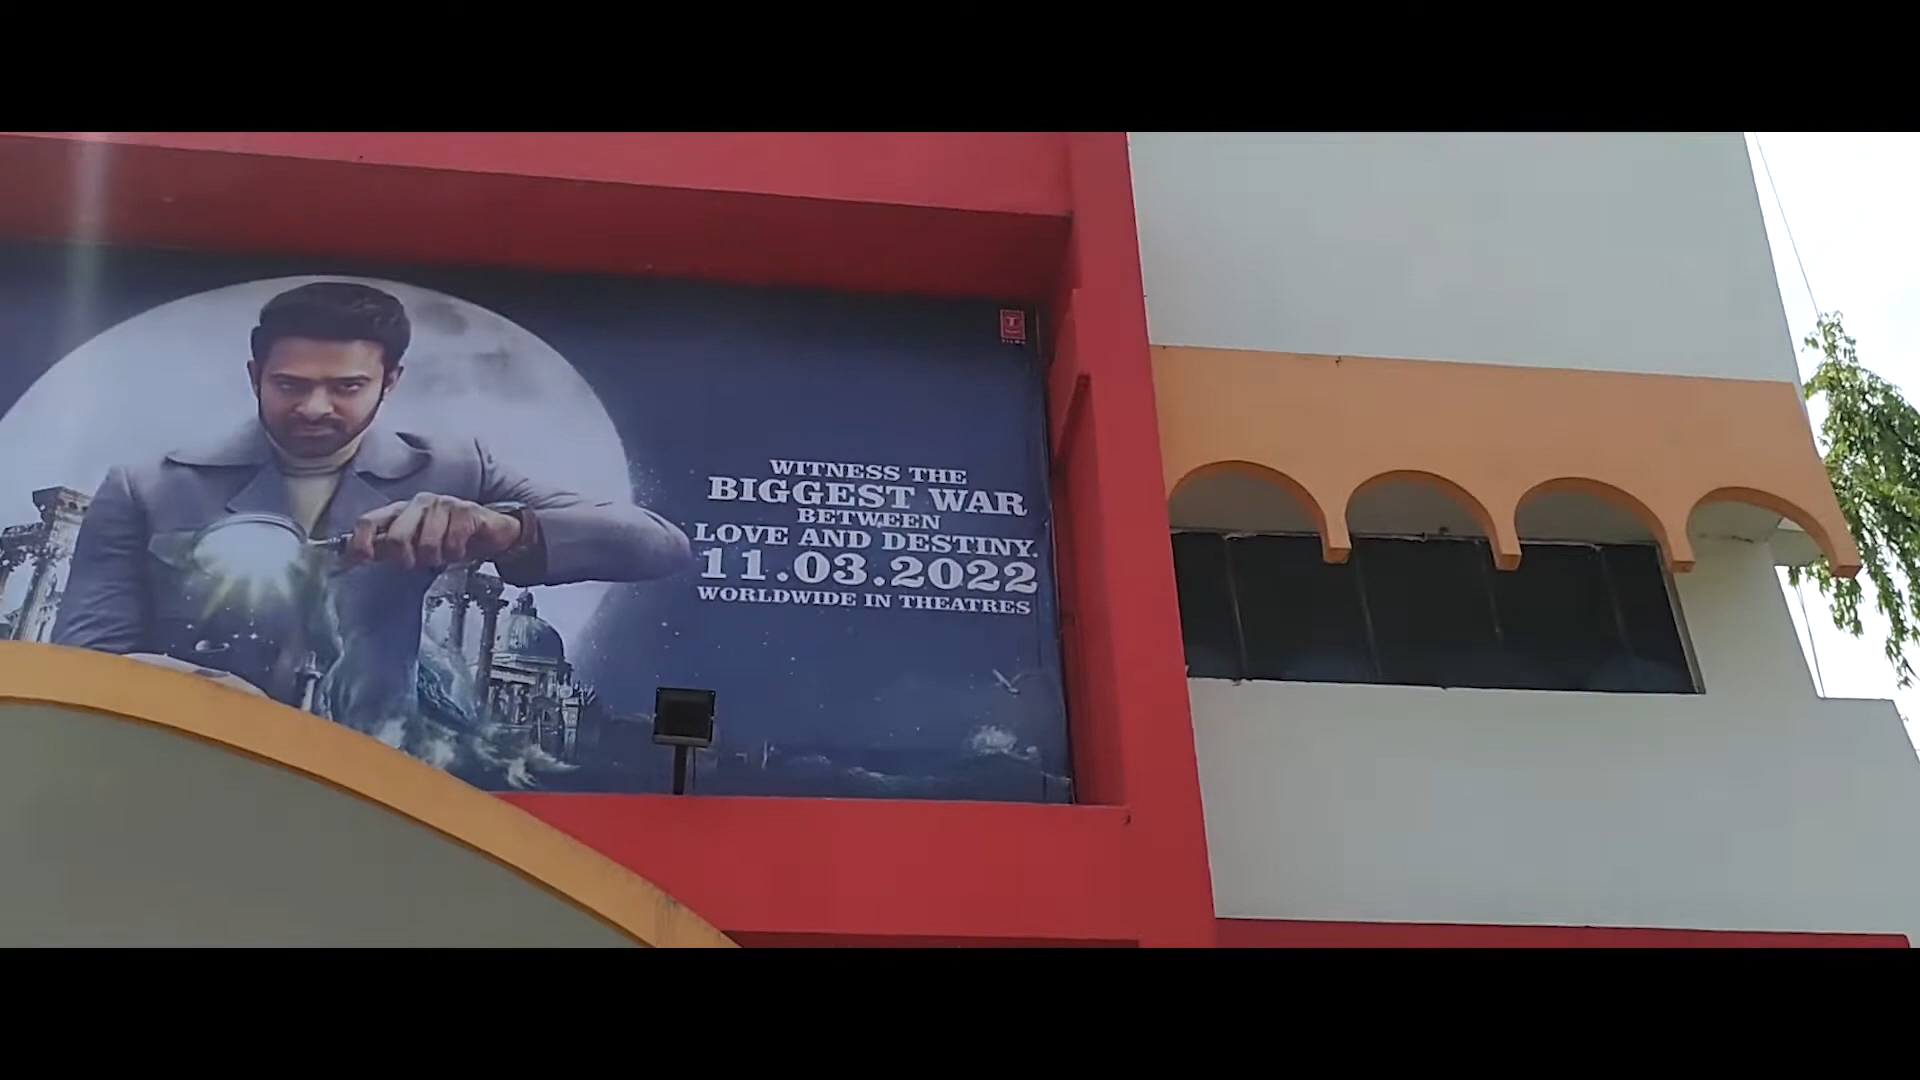 WITNESS THE
BIGGEST WAR
BETWEEN
LOVE AND DESTINY.
11.03.2022
WORLDWIDE IN THEATRES